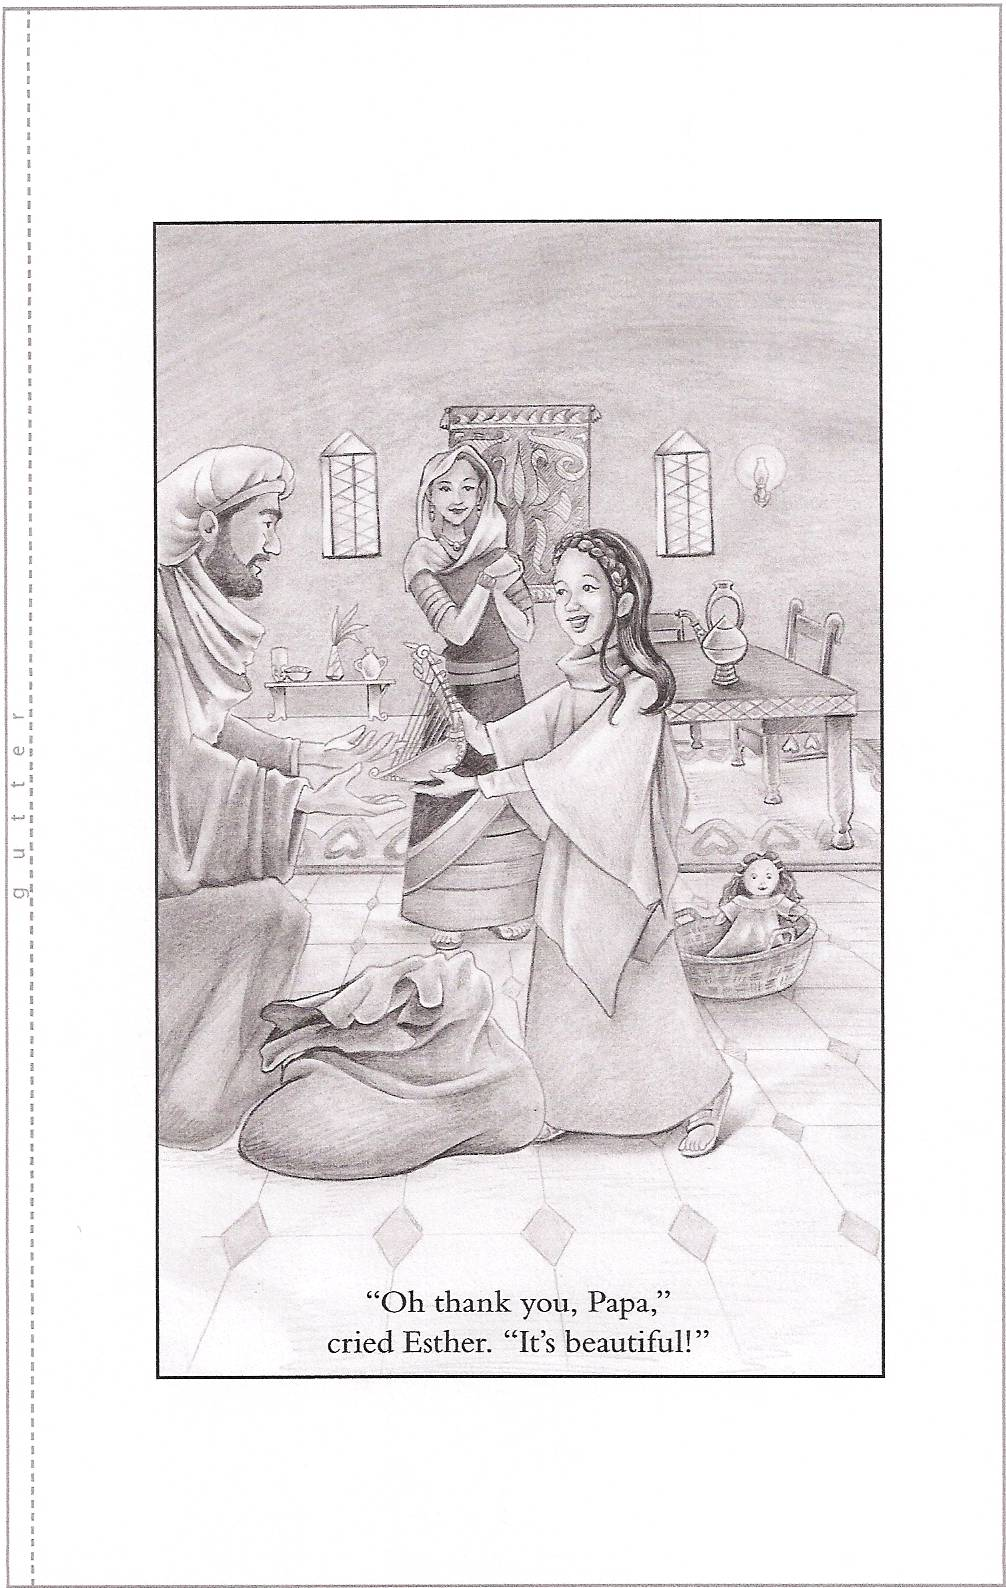 gutter
“Oh thank you, Papa,”
cried Esther. “It’s beautiful!”